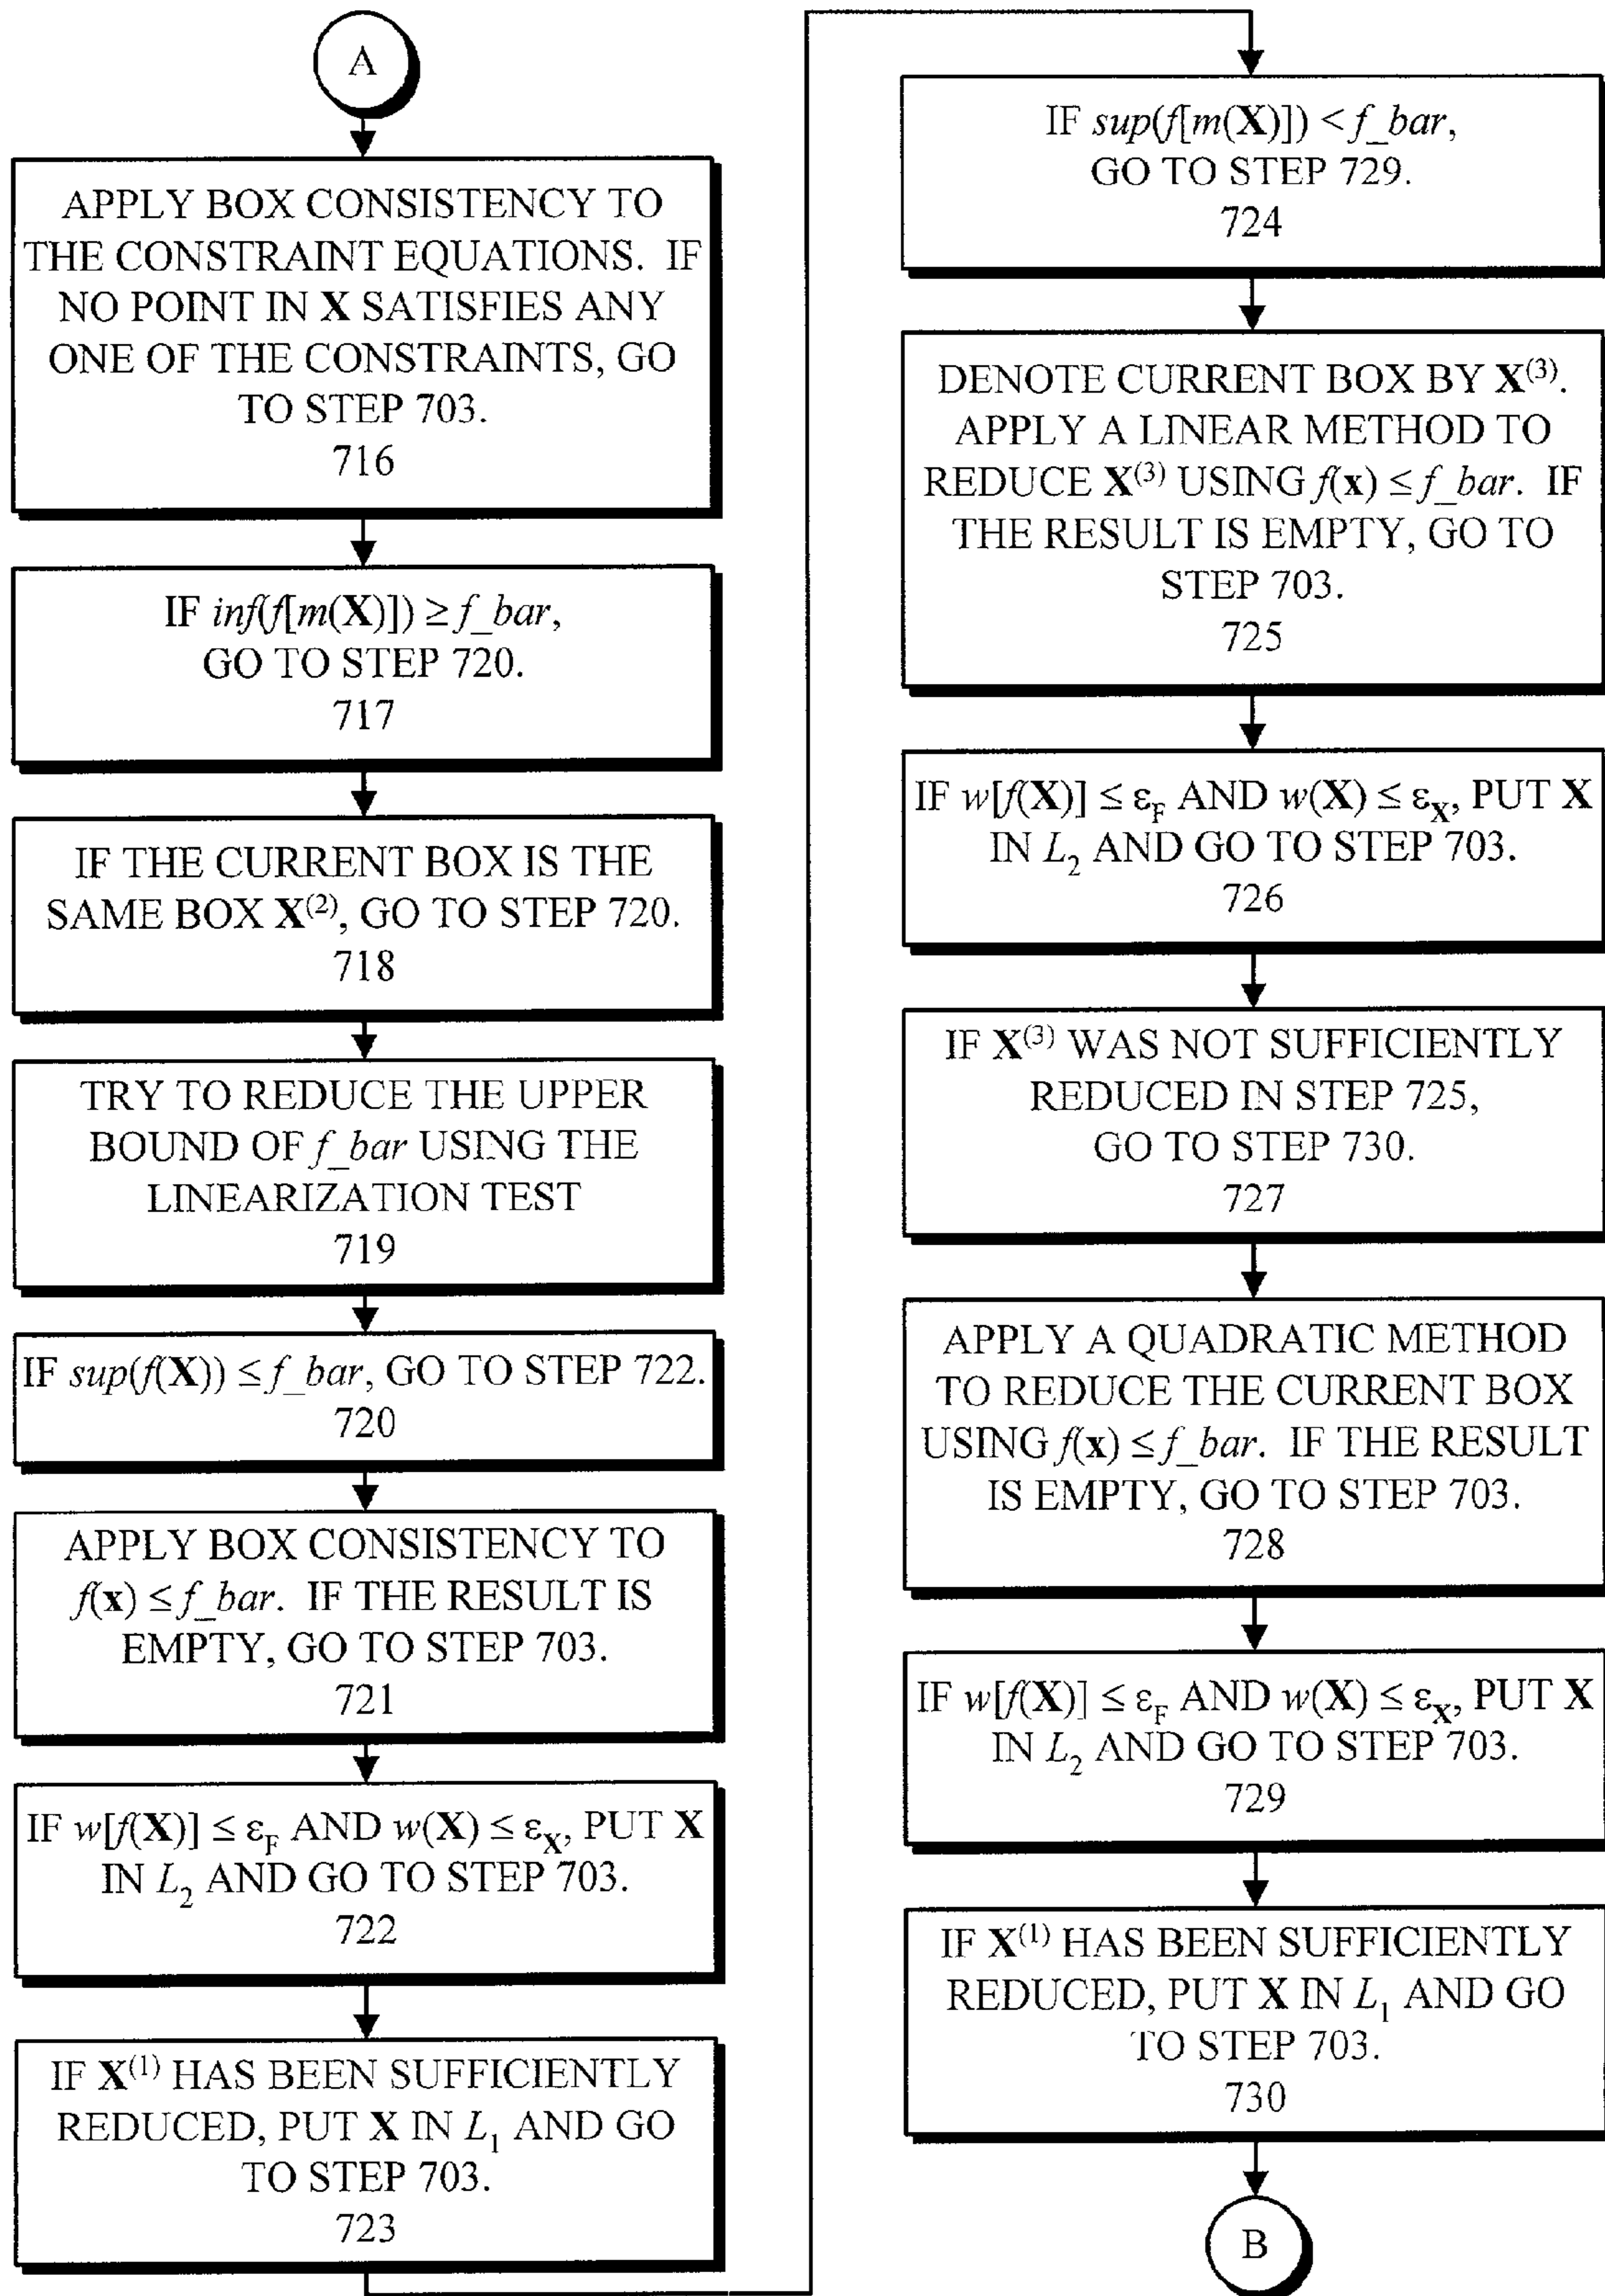 A
APPLY BOX CONSISTENCY TO
THE CONSTRAINT EQUATIONS. IF
NO POINT IN X SATISFIES ANY
ONE OF THE CONSTRAINTS, GO
TO STEP 703.
716
IF inf(f[m(X)]) ≥ f_bar,
GO TO STEP 720.
717
IF THE CURRENT BOX IS THE
SAME BOX X⁽²⁾, GO TO STEP 720.
718
TRY TO REDUCE THE UPPER
BOUND OF f_bar USING THE
LINEARIZATION TEST
719
IF sup(f(X)) ≤ f_bar, GO TO STEP 722.
720
APPLY BOX CONSISTENCY TO
f(x) ≤ f_bar. IF THE RESULT IS
EMPTY, GO TO STEP 703.
721
IF w[f(X)] ≤ ε_F AND w(X) ≤ ε_X, PUT X
IN L₂ AND GO TO STEP 703.
722
IF X⁽¹⁾ HAS BEEN SUFFICIENTLY
REDUCED, PUT X IN L₁ AND GO
TO STEP 703.
723
IF sup(f[m(X)]) < f_bar,
GO TO STEP 729.
724
DENOTE CURRENT BOX BY X⁽³⁾.
APPLY A LINEAR METHOD TO
REDUCE X⁽³⁾ USING f(x) ≤ f_bar. IF
THE RESULT IS EMPTY, GO TO
STEP 703.
725
IF w[f(X)] ≤ ε_F AND w(X) ≤ ε_X, PUT X
IN L₂ AND GO TO STEP 703.
726
IF X⁽³⁾ WAS NOT SUFFICIENTLY
REDUCED IN STEP 725,
GO TO STEP 730.
727
APPLY A QUADRATIC METHOD
TO REDUCE THE CURRENT BOX
USING f(x) ≤ f_bar. IF THE RESULT
IS EMPTY, GO TO STEP 703.
728
IF w[f(X)] ≤ ε_F AND w(X) ≤ ε_X, PUT X
IN L₂ AND GO TO STEP 703.
729
IF X⁽¹⁾ HAS BEEN SUFFICIENTLY
REDUCED, PUT X IN L₁ AND GO
TO STEP 703.
730
B